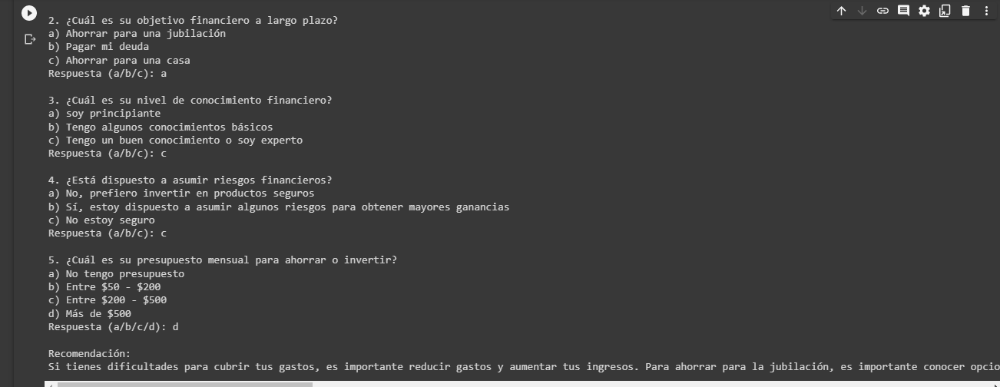 2. ¿Cuál es su objetivo financiero a largo plazo?
a) Ahorrar para una jubilación
b) Pagar mi deuda
c) Ahorrar para una casa
Respuesta (a/b/c): a
3. ¿Cuál es su nivel de conocimiento financiero?
a) soy principiante
b) Tengo algunos conocimientos básicos
c) Tengo un buen conocimiento o soy experto
Respuesta (a/b/c): c
4. ¿Está dispuesto a asumir riesgos financieros?
a) No, prefiero invertir en productos seguros
b) Sí, estoy dispuesto a asumir algunos riesgos para obtener mayores ganancias
c) No estoy seguro
Respuesta (a/b/c): c
5. ¿Cuál es su presupuesto mensual para ahorrar o invertir?
a) No tengo presupuesto
b) Entre $50 - $200
c) Entre $200 - $500
d) Más de $500
Respuesta (a/b/c/d): d
Recomendación:
Si tienes dificultades para cubrir tus gastos, es importante reducir gastos y aumentar tus ingresos. Para ahorrar para la jubilación, es importante conocer opcio